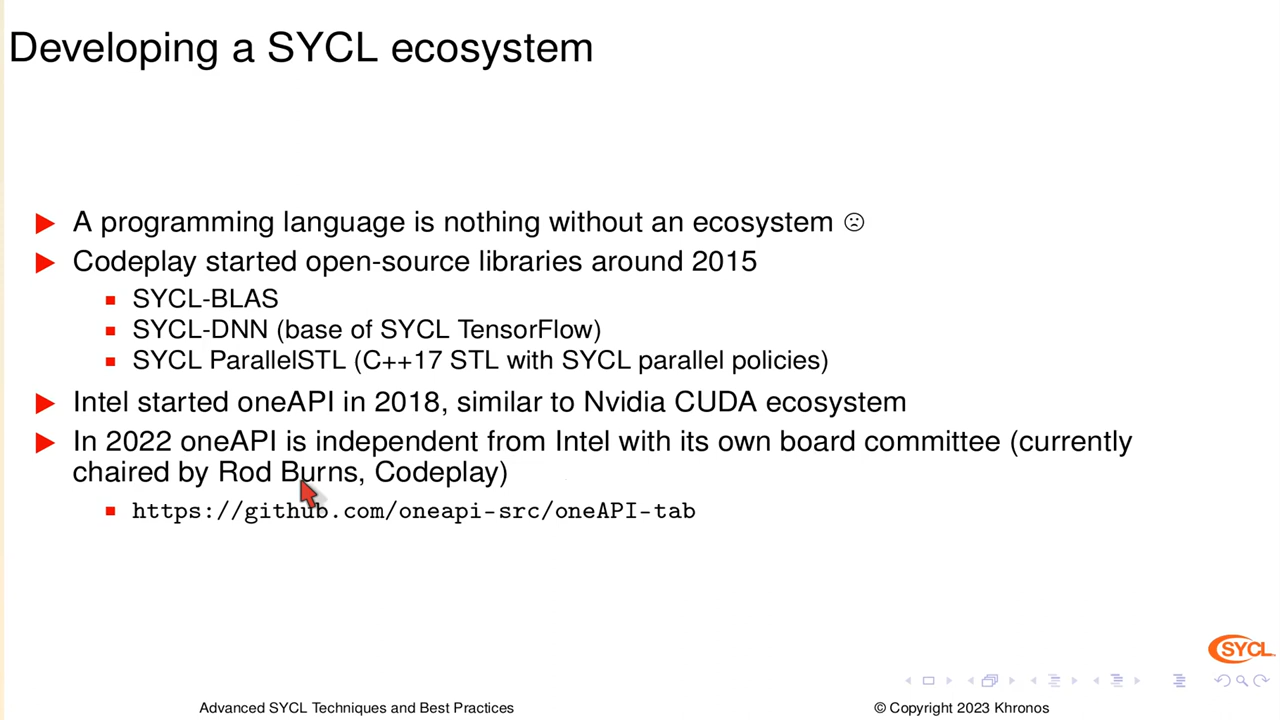 Developing a SYCL ecosystem
A programming language is nothing without an ecosystem ☹
Codeplay started open-source libraries around 2015
SYCL-BLAS
SYCL-DNN (base of SYCL TensorFlow)
SYCL ParallelSTL (C++17 STL with SYCL parallel policies)
Intel started oneAPI in 2018, similar to Nvidia CUDA ecosystem
In 2022 oneAPI is independent from Intel with its own board committee (currently
chaired by Rod Burns, Codeplay)
https://github.com/oneapi-src/oneAPI-tab
SYCL
Advanced SYCL Techniques and Best Practices
© Copyright 2023 Khronos